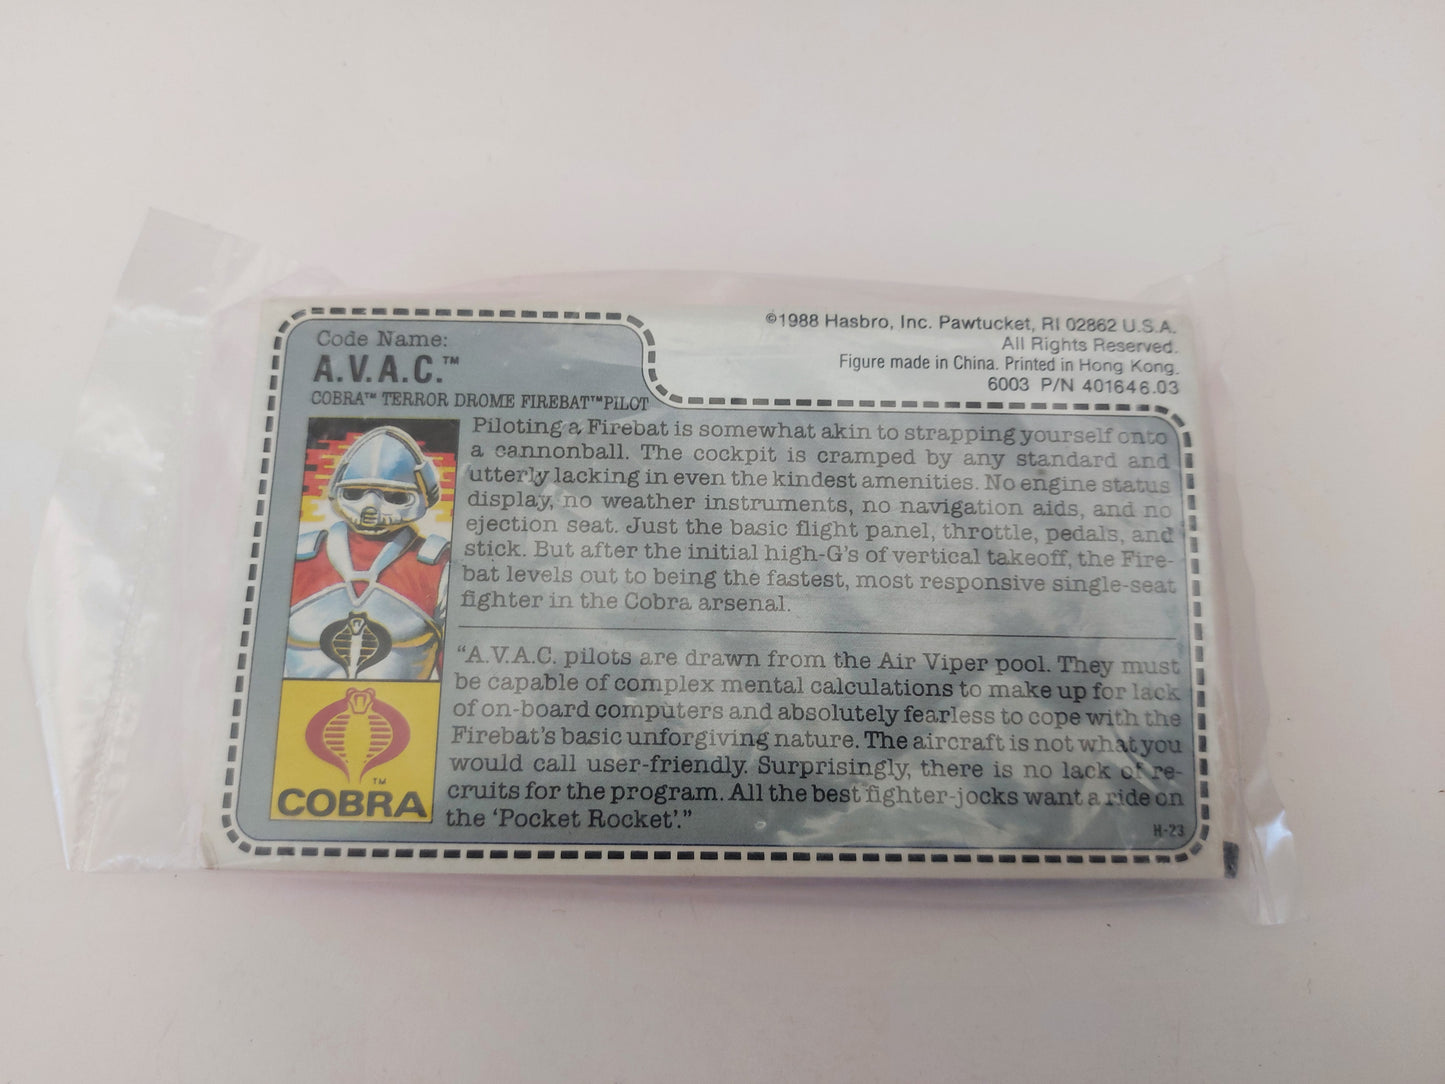 ©1988 Hasbro, Inc. Pawtucket, RI 02862 U.S.A.
All Rights Reserved.
Figure made in China. Printed in Hong Kong.
6003 P/N 401646.03
Code Name:
A.V.A.C.™
COBRA™ TERROR DROME FIREBAT™PILOT
Piloting a Firebat is somewhat akin to strapping yourself onto
a cannonball. The cockpit is cramped by any standard and
utterly lacking in even the kindest amenities. No engine status
display, no weather instruments, no navigation aids, and no
ejection seat. Just the basic flight panel, throttle, pedals, and
stick. But after the initial high-G's of vertical takeoff, the Fire-
bat levels out to being the fastest, most responsive single-seat
fighter in the Cobra arsenal.
"A.V.A.C. pilots are drawn from the Air Viper pool. They must
be capable of complex mental calculations to make up for lack
of on-board computers and absolutely fearless to cope with the
Firebat's basic unforgiving nature. The aircraft is not what you
would call user-friendly. Surprisingly, there is no lack of re-
cruits for the program. All the best fighter-jocks want a ride on
the 'Pocket Rocket'."
TM
COBRA
H-23